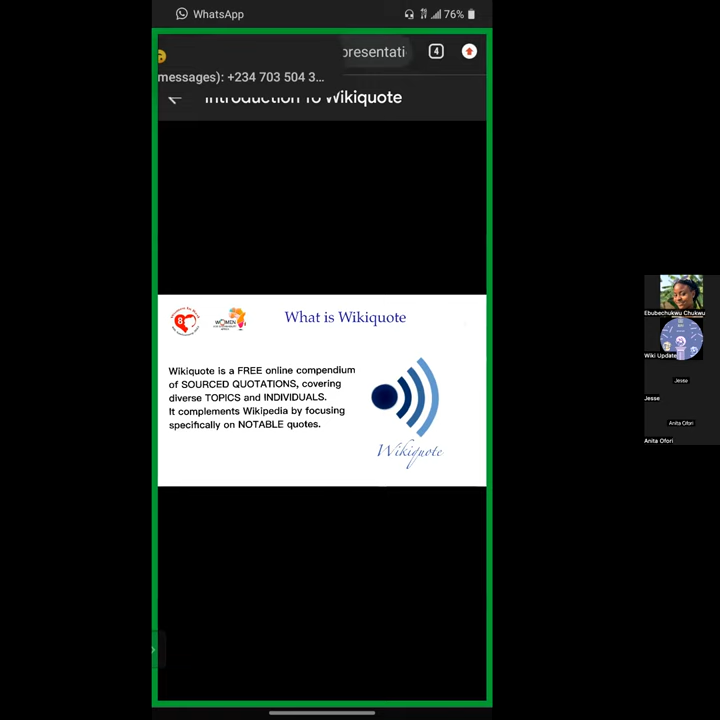 WhatsApp
76%
presentati
4
messages): +234 703 504 3...
Introduction To Wikiquote
8
WOMEN
What is Wikiquote
Wikiquote is a FREE online compendium
of SOURCED QUOTATIONS, covering
diverse TOPICS and INDIVIDUALS.
It complements Wikipedia by focusing
specifically on NOTABLE quotes.
Wikiquote
Ebubechukwu Chukwu
Wiki Update
Jesse
Jesse
Anita Ofori
Anita Ofori